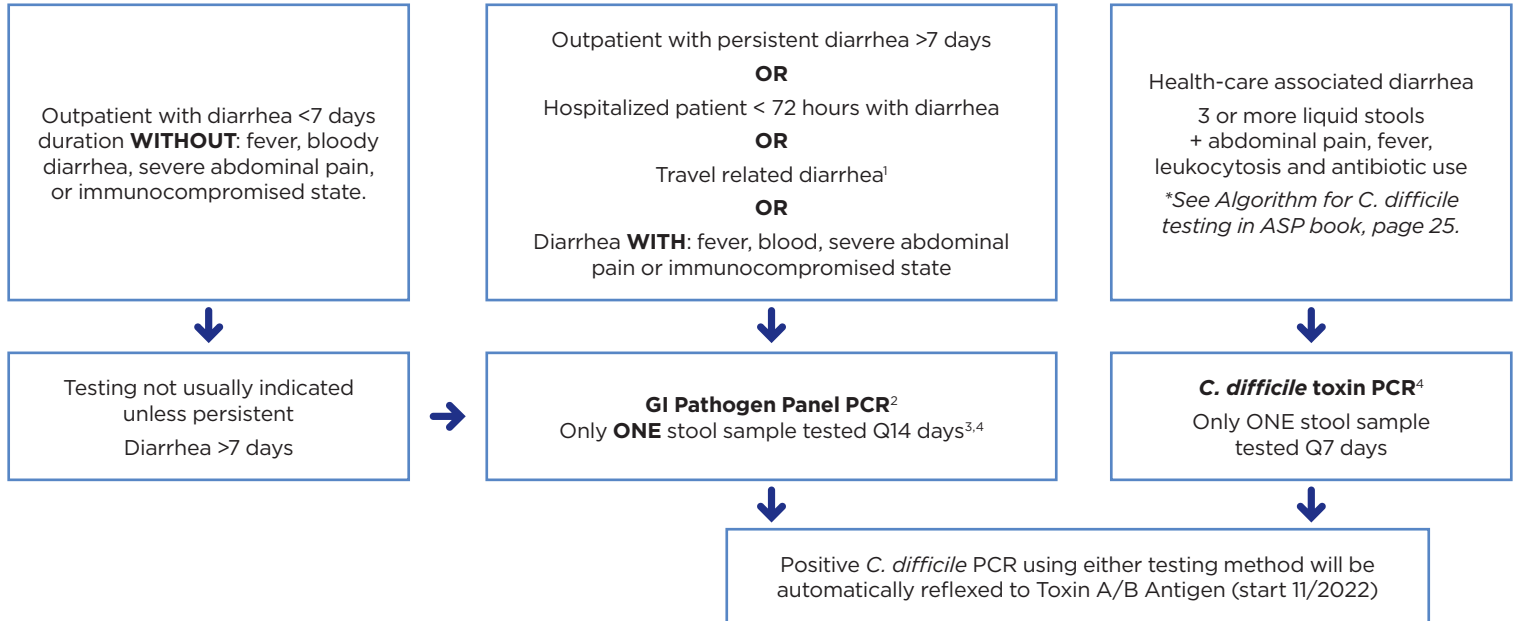 Outpatient with diarrhea <7 days
duration WITHOUT: fever, bloody
diarrhea, severe abdominal pain,
or immunocompromised state.
Outpatient with persistent diarrhea >7 days
OR
Hospitalized patient < 72 hours with diarrhea
OR
Travel related diarrhea¹
OR
Diarrhea WITH: fever, blood, severe abdominal
pain or immunocompromised state
Health-care associated diarrhea
3 or more liquid stools
+ abdominal pain, fever,
leukocytosis and antibiotic use
*See Algorithm for C. difficile
testing in ASP book, page 25.
Testing not usually indicated
unless persistent
Diarrhea >7 days
GI Pathogen Panel PCR²
Only ONE stool sample tested Q14 days³,⁴
C. difficile toxin PCR⁴
Only ONE stool sample
tested Q7 days
Positive C. difficile PCR using either testing method will be
automatically reflexed to Toxin A/B Antigen (start 11/2022)